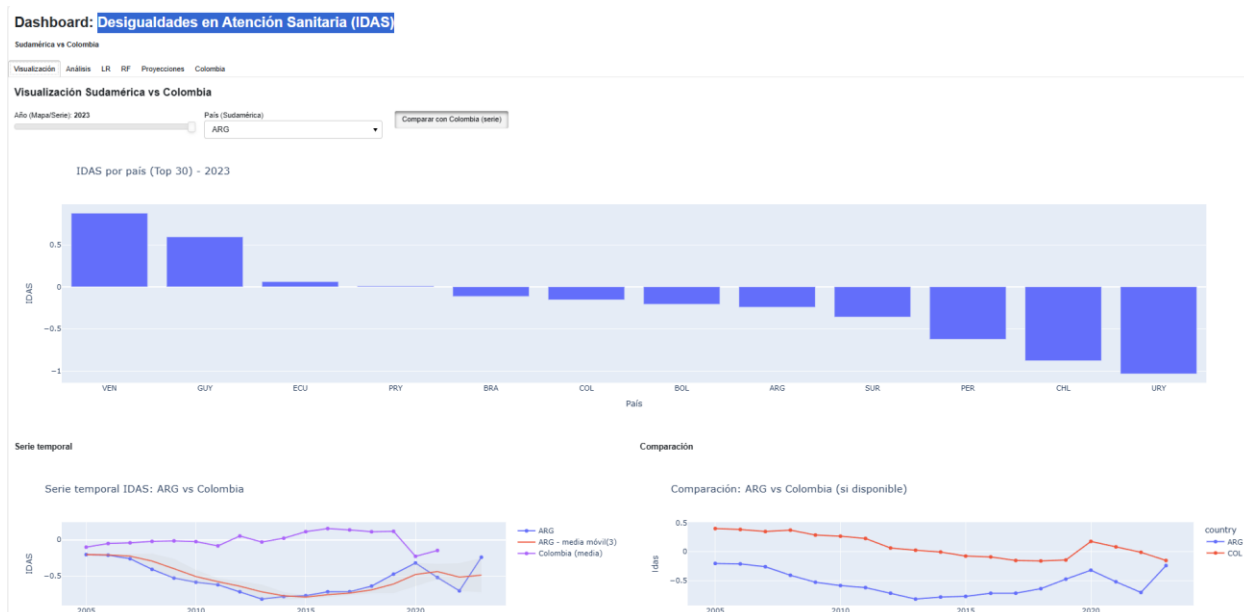 Dashboard: Desigualdades en Atención Sanitaria (IDAS)
Sudamérica vs Colombia
Visualización Análisis LR RF Proyecciones Colombia
Visualización Sudamérica vs Colombia
Año (Mapa/Serie): 2023 País (Sudamérica)
ARG
Comparar con Colombia (serie)
IDAS por país (Top 30) - 2023
IDAS
0.5
0
−0.5
−1
VEN GUY ECU PRY BRA COL BOL ARG SUR PER CHL URY
País
Serie temporal
Serie temporal IDAS: ARG vs Colombia
IDAS
0
−0.5
2005 2010 2015 2020
ARG
ARG - media móvil(3)
Colombia (media)
Comparación
Comparación: ARG vs Colombia (si disponible)
Idas
0.5
0
−0.5
2005 2010 2015 2020
country
ARG
COL